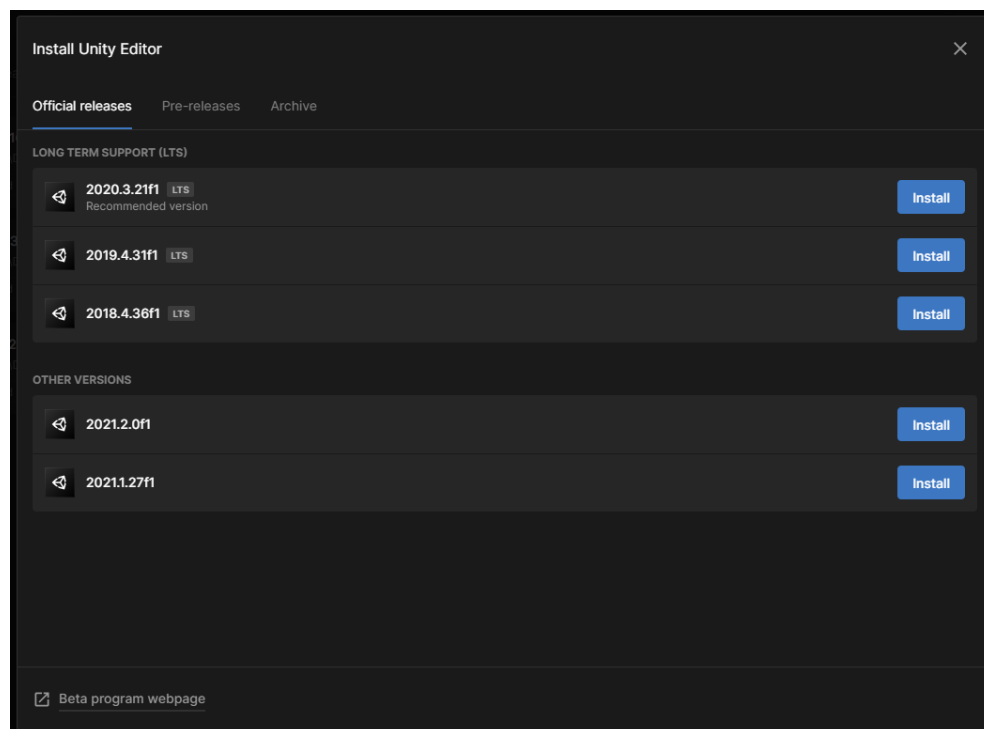 Install Unity Editor
Official releases Pre-releases Archive
LONG TERM SUPPORT (LTS)
2020.3.21f1 LTS
Recommended version
Install
2019.4.31f1 LTS
Install
2018.4.36f1 LTS
Install
OTHER VERSIONS
2021.2.0f1
Install
2021.1.27f1
Install
Beta program webpage